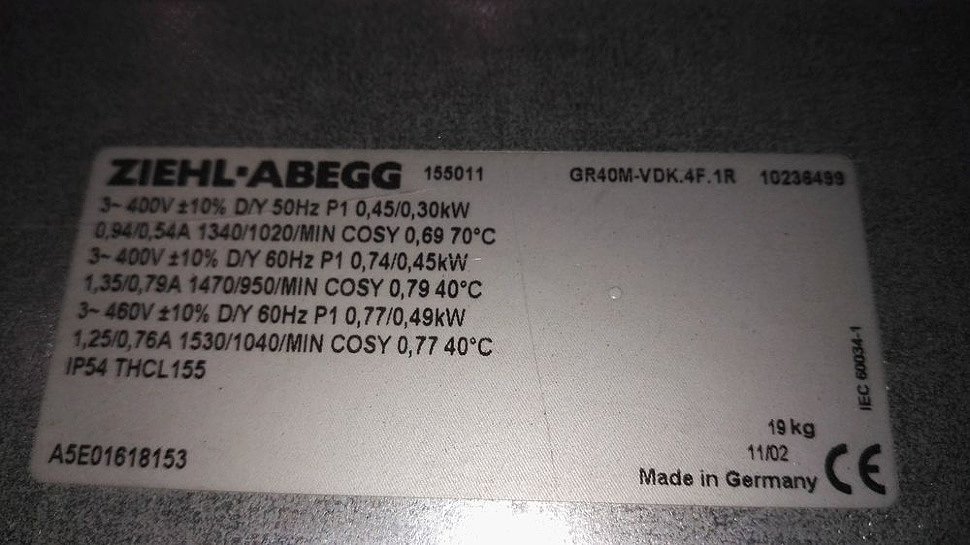 ZIEHL-ABEGG 155011 GR40M-VDK.4F.1R 10236499
3~ 400V ±10% D/Y 50Hz P1 0,45/0,30kW
0,94/0,54A 1340/1020/MIN COSY 0,69 70°C
3~ 400V ±10% D/Y 60Hz P1 0,74/0,45kW
1,35/0,79A 1470/950/MIN COSY 0,79 40°C
3~ 460V ±10% D/Y 60Hz P1 0,77/0,49kW
1,25/0,76A 1530/1040/MIN COSY 0,77 40°C
IP54 THCL155
IEC 60034-1
19 kg
A5E01618153
11/02
Made in Germany CE